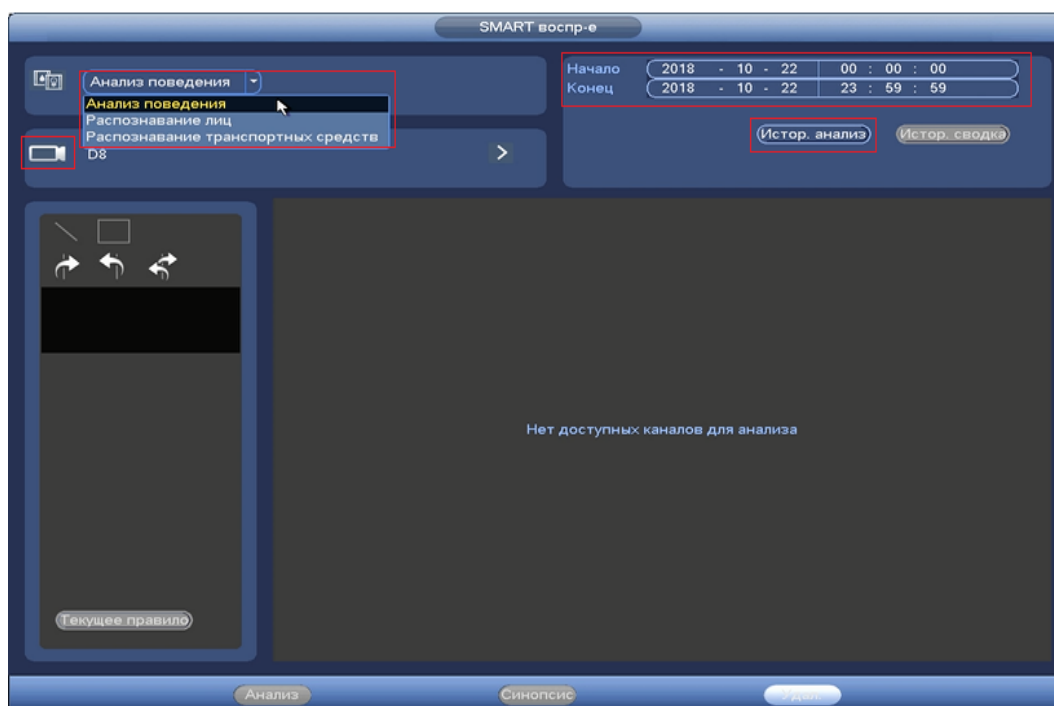 SMART воспр-е
Анализ поведения
Анализ поведения
Распознавание лиц
Распознавание транспортных средств
D8
Начало 2018 - 10 - 22 00 : 00 : 00
Конец 2018 - 10 - 22 23 : 59 : 59
Истор. анализ Истор. сводка
Нет доступных каналов для анализа
Текущее правило
Анализ Синопсис